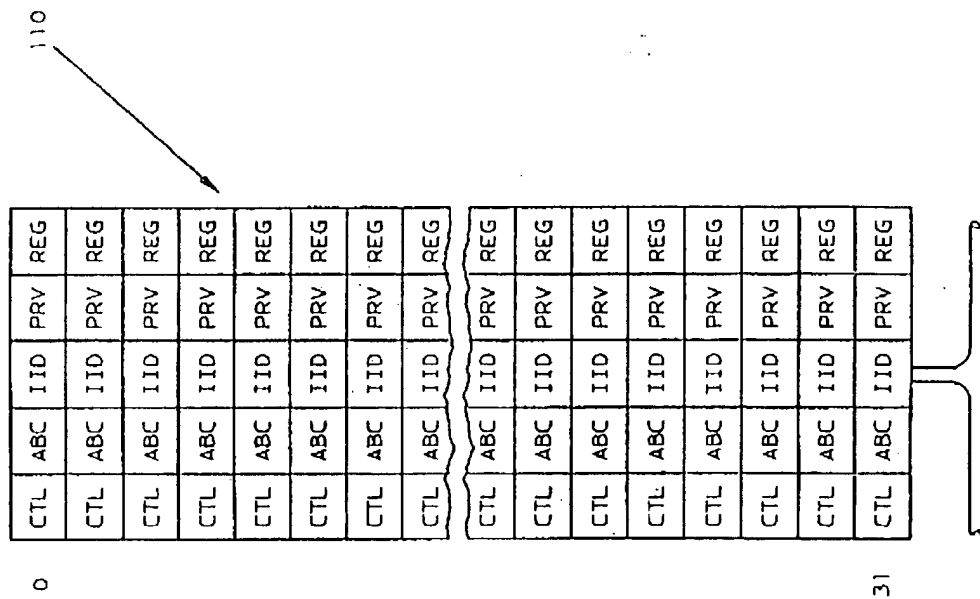 110
0 CTL ABC IID PRV REG
CTL ABC IID PRV REG
CTL ABC IID PRV REG
CTL ABC IID PRV REG
CTL ABC IID PRV REG
CTL ABC IID PRV REG
CTL ABC IID PRV REG
CTL ABC IID PRV REG
CTL ABC IID PRV REG
CTL ABC IID PRV REG
CTL ABC IID PRV REG
CTL ABC IID PRV REG
CTL ABC IID PRV REG
CTL ABC IID PRV REG
CTL ABC IID PRV REG
31 CTL ABC IID PRV REG